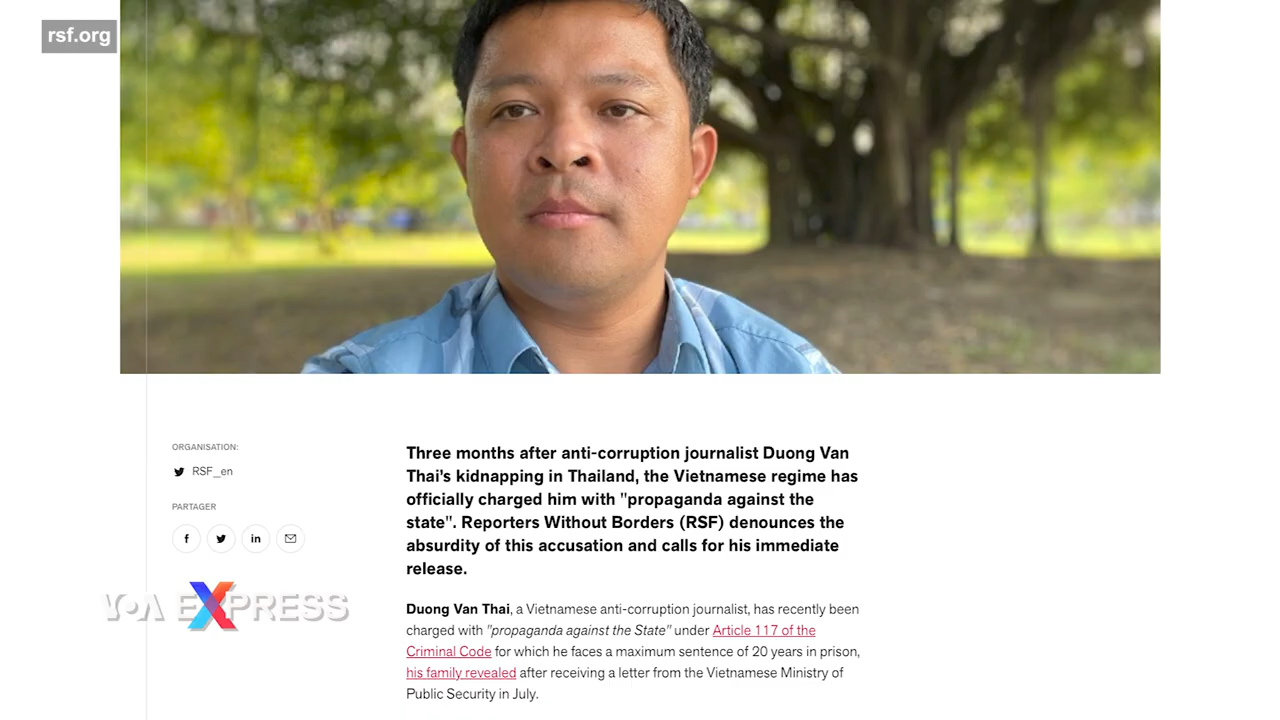 rsf.org
ORGANISATION:
RSF_en
PARTAGER
f
in
VOA EXPRESS
Three months after anti-corruption journalist Duong Van
Thai's kidnapping in Thailand, the Vietnamese regime has
officially charged him with "propaganda against the
state". Reporters Without Borders (RSF) denounces the
absurdity of this accusation and calls for his immediate
release.
Duong Van Thai, a Vietnamese anti-corruption journalist, has recently been
charged with "propaganda against the State" under Article 117 of the
Criminal Code for which he faces a maximum sentence of 20 years in prison,
his family revealed after receiving a letter from the Vietnamese Ministry of
Public Security in July.